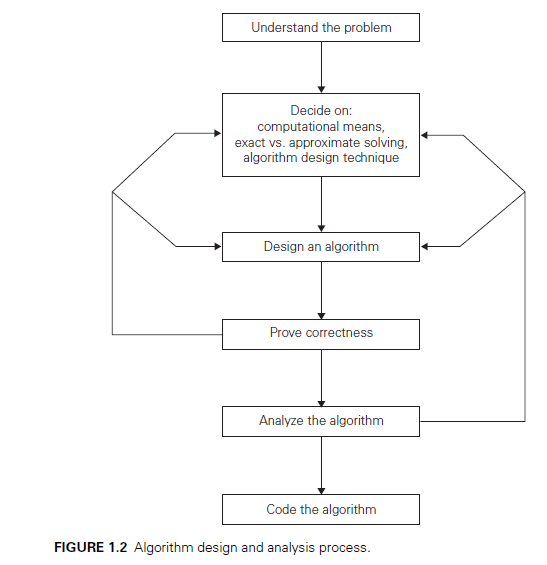 Understand the problem
Decide on:
computational means,
exact vs. approximate solving,
algorithm design technique
Design an algorithm
Prove correctness
Analyze the algorithm
Code the algorithm
FIGURE 1.2 Algorithm design and analysis process.